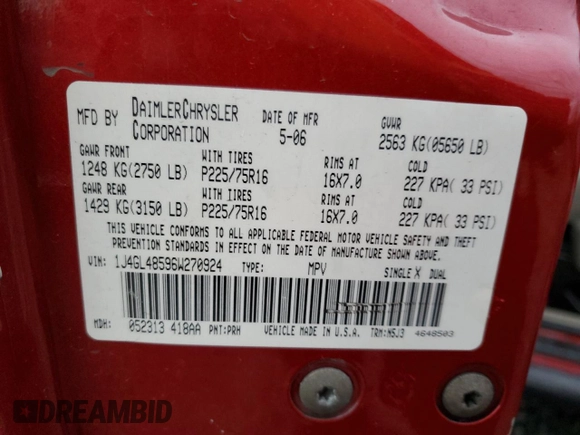 MFD BY DAIMLERCHRYSLER CORPORATION
DATE OF MFR 5-06
GVWR 2563 KG(05650 LB)
GAWR FRONT WITH TIRES RIMS AT COLD
1248 KG(2750 LB) P225/75R16 16X7.0 227 KPA( 33 PSI)
GAWR REAR WITH TIRES RIMS AT COLD
1429 KG(3150 LB) P225/75R16 16X7.0 227 KPA( 33 PSI)
THIS VEHICLE CONFORMS TO ALL APPLICABLE FEDERAL MOTOR VEHICLE SAFETY AND THEFT
PREVENTION STANDARDS IN EFFECT ON THE DATE OF MANUFACTURE SHOWN ABOVE.
VIN: 1J4GL48596W270924 TYPE: MPV SINGLE X DUAL
MDH: 052313 418AA PNT:PRH VEHICLE MADE IN U.S.A. TRM:N5J3 4648503
DREAMBID